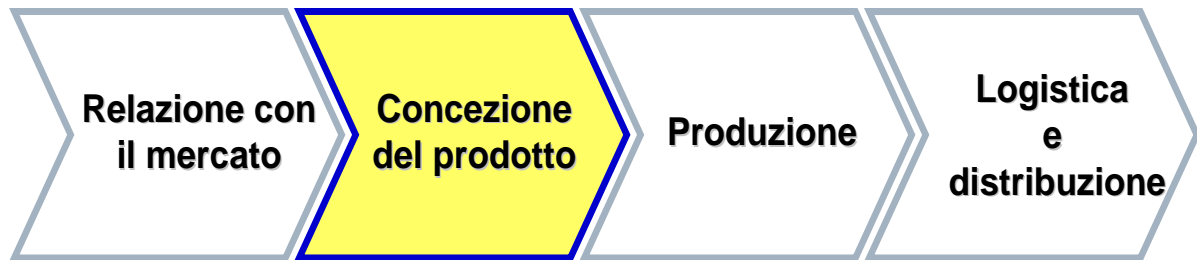 Relazione con
il mercato
Concezione
del prodotto
Produzione
Logistica
e
distribuzione